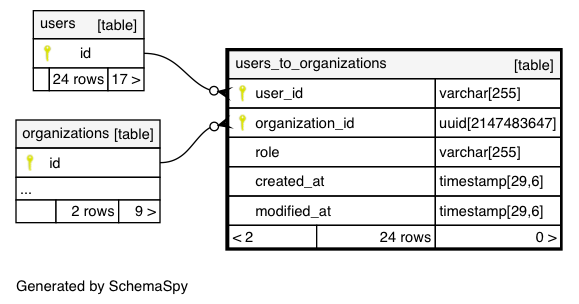 users [table]
id
24 rows 17 >
organizations [table]
id
...
2 rows 9 >
users_to_organizations [table]
user_id varchar[255]
organization_id uuid[2147483647]
role varchar[255]
created_at timestamp[29,6]
modified_at timestamp[29,6]
< 2 24 rows 0 >
Generated by SchemaSpy